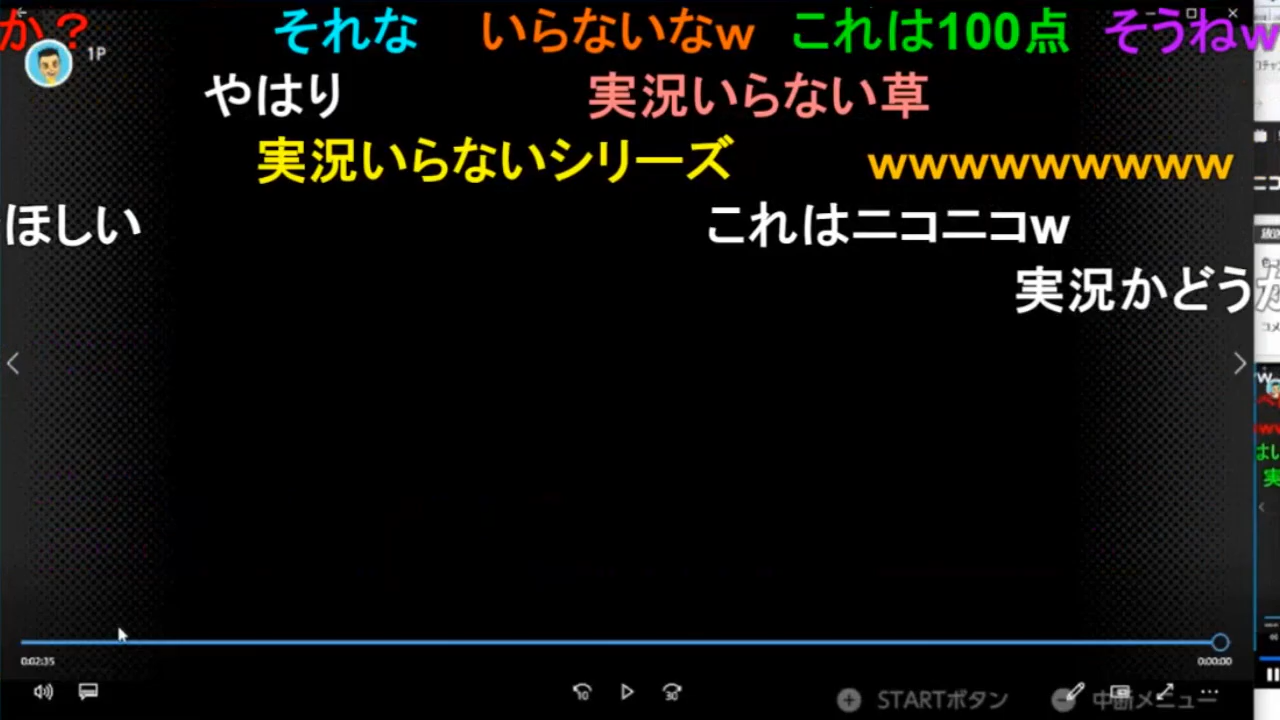 か？ それな いらないなw これは100点 そうねw
1P
やはり 実況いらない草
実況いらないシリーズ wwwwwwwwww
ほしい これはニコニコw
実況かどうか
0:02:35 0:00:00
10 30
STARTボタン 中断メニュー